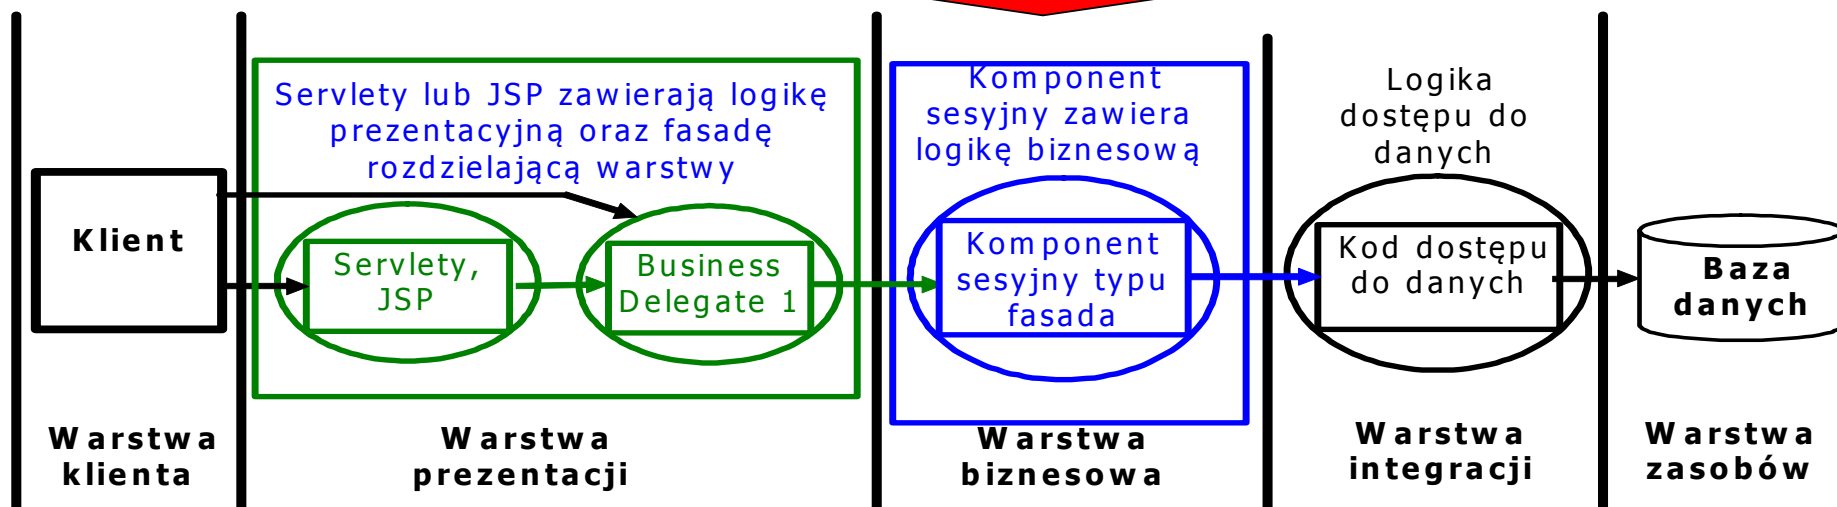 Servlety lub JSP zawierają logikę
prezentacyjną oraz fasadę
rozdzielającą warstwy
Komponent
sesyjny zawiera
logikę biznesową
Logika
dostępu do
danych
Klient
Servlety,
JSP
Business
Delegate 1
Komponent
sesyjny typu
fasada
Kod dostępu
do danych
Baza
danych
Warstwa
klienta
Warstwa
prezentacji
Warstwa
biznesowa
Warstwa
integracji
Warstwa
zasobów